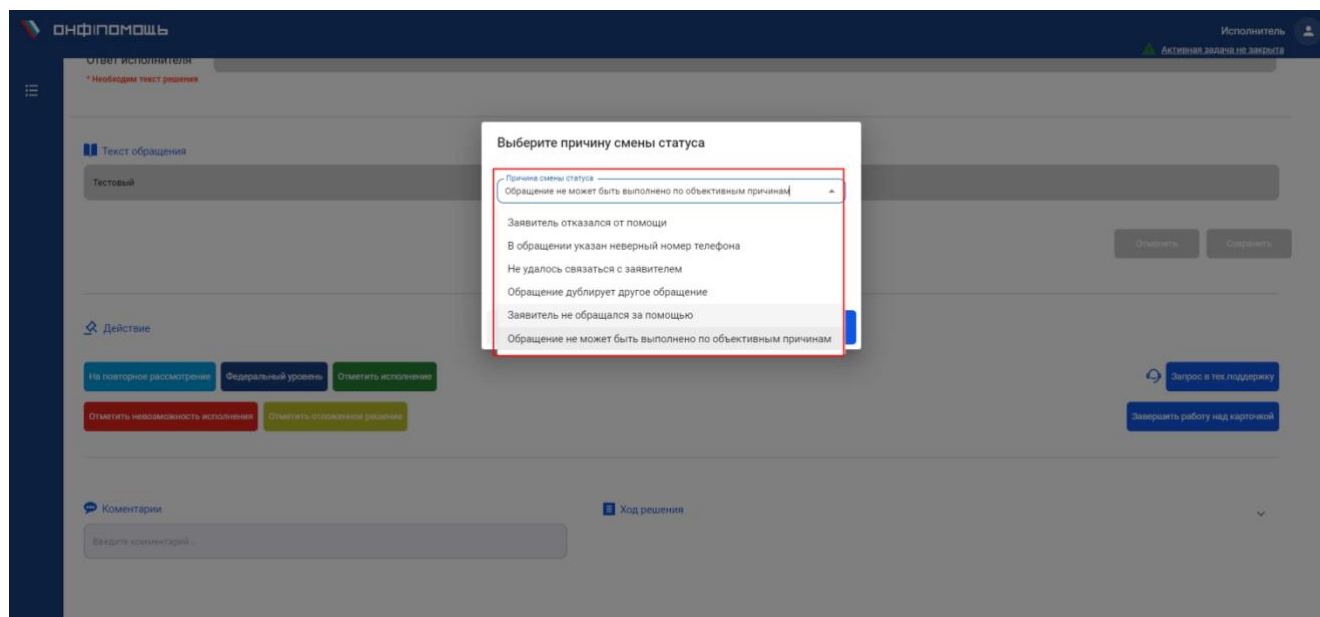 ОНФ|ПОМОЩЬ
Исполнитель
Активная задача не закрыта
Ответ исполнителя
* Необходим текст решения
Текст обращения
Тестовый
Выберите причину смены статуса
Причина смены статуса
Обращение не может быть выполнено по объективным причинам
Заявитель отказался от помощи
В обращении указан неверный номер телефона
Не удалось связаться с заявителем
Обращение дублирует другое обращение
Заявитель не обращался за помощью
Обращение не может быть выполнено по объективным причинам
Отменить Сохранить
Действие
На повторное рассмотрение Федеральный уровень Отметить исполнение
Запрос в тех.поддержку
Отметить невозможность исполнения Отметить отложенное решение
Завершить работу над карточкой
Коментарии
Ход решения
Введите комментарий...